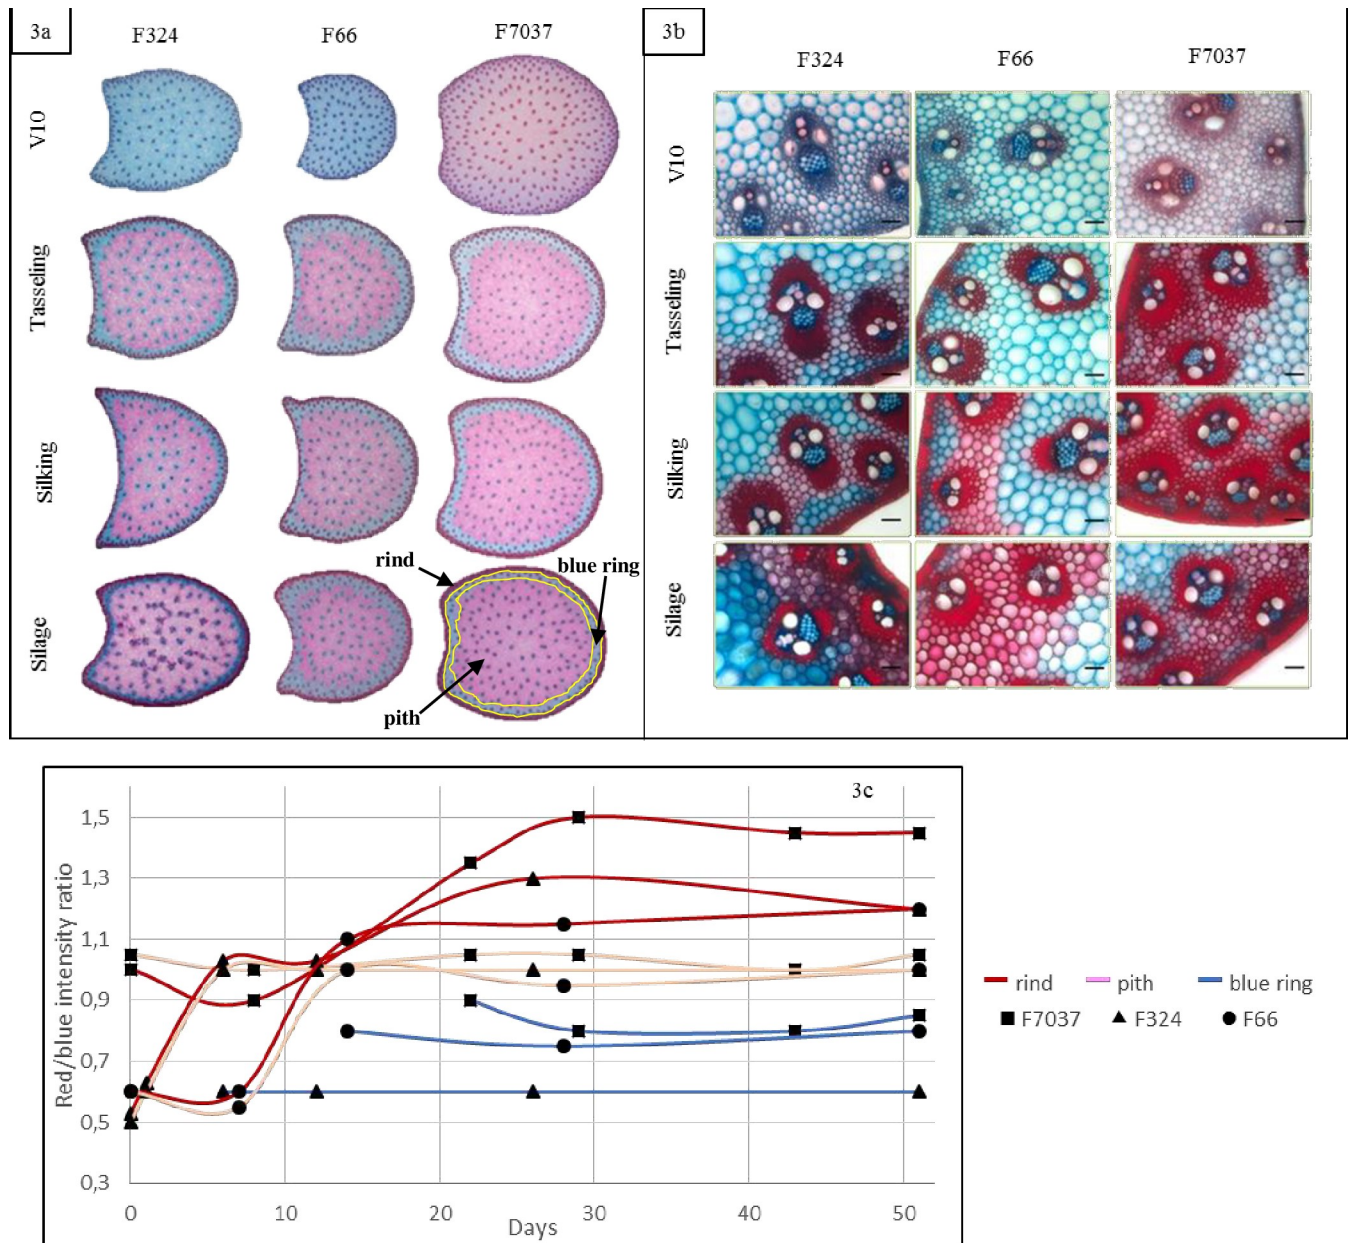 3a
F324 F66 F7037
V10
Tasseling
Silking
Silage
rind
blue ring
pith
3b
F324 F66 F7037
V10
Tasseling
Silking
Silage
3c
Red/blue intensity ratio
1,5
1,3
1,1
0,9
0,7
0,5
0,3
0 10 20 30 40 50
Days
rind pith blue ring
F7037 F324 F66